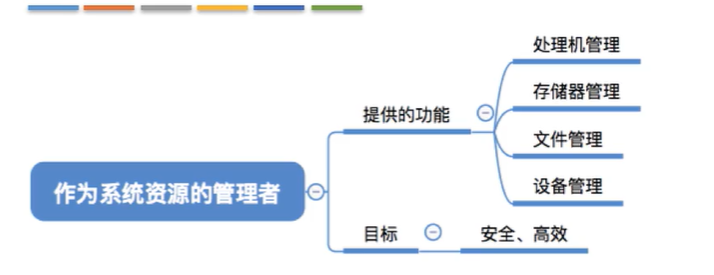 作为系统资源的管理者
提供的功能
处理机管理
存储器管理
文件管理
设备管理
目标
安全、高效